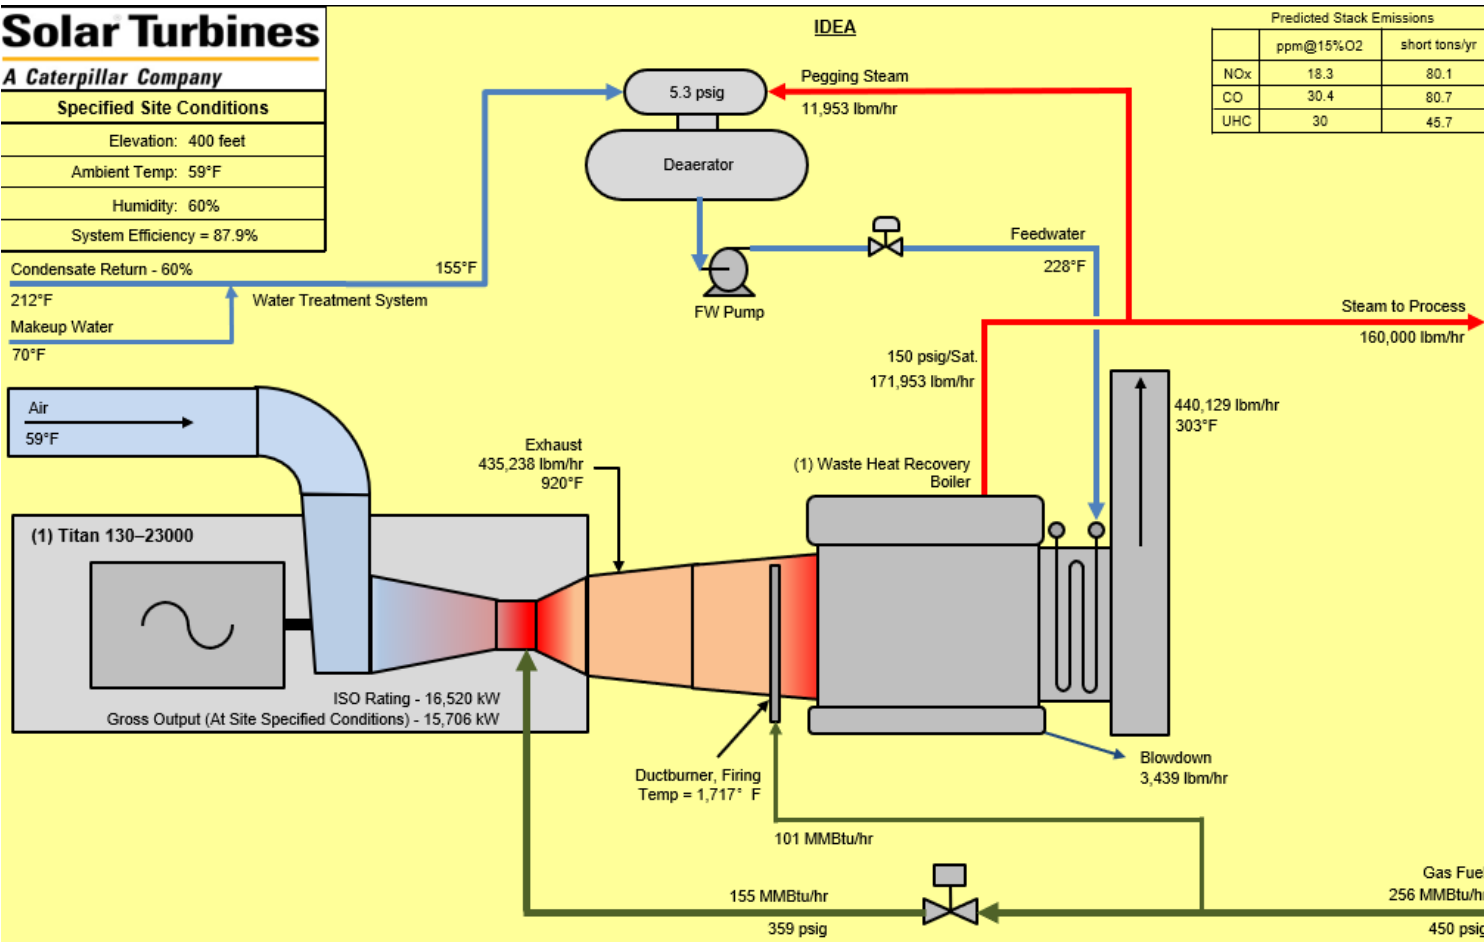 Solar Turbines
A Caterpillar Company
Specified Site Conditions
Elevation: 400 feet
Ambient Temp: 59°F
Humidity: 60%
System Efficiency = 87.9%
IDEA
Predicted Stack Emissions
ppm@15%O2 short tons/yr
NOx 18.3 80.1
CO 30.4 80.7
UHC 30 45.7
5.3 psig
Pegging Steam
11,953 lbm/hr
Deaerator
Condensate Return - 60%
155°F
212°F
Water Treatment System
Makeup Water
70°F
FW Pump
Feedwater
228°F
Steam to Process
160,000 lbm/hr
150 psig/Sat.
171,953 lbm/hr
Air
59°F
440,129 lbm/hr
303°F
Exhaust
435,238 lbm/hr
920°F
(1) Waste Heat Recovery
Boiler
(1) Titan 130–23000
ISO Rating - 16,520 kW
Gross Output (At Site Specified Conditions) - 15,706 kW
Ductburner, Firing
Temp = 1,717° F
Blowdown
3,439 lbm/hr
101 MMBtu/hr
155 MMBtu/hr
359 psig
Gas Fuel
256 MMBtu/hr
450 psig